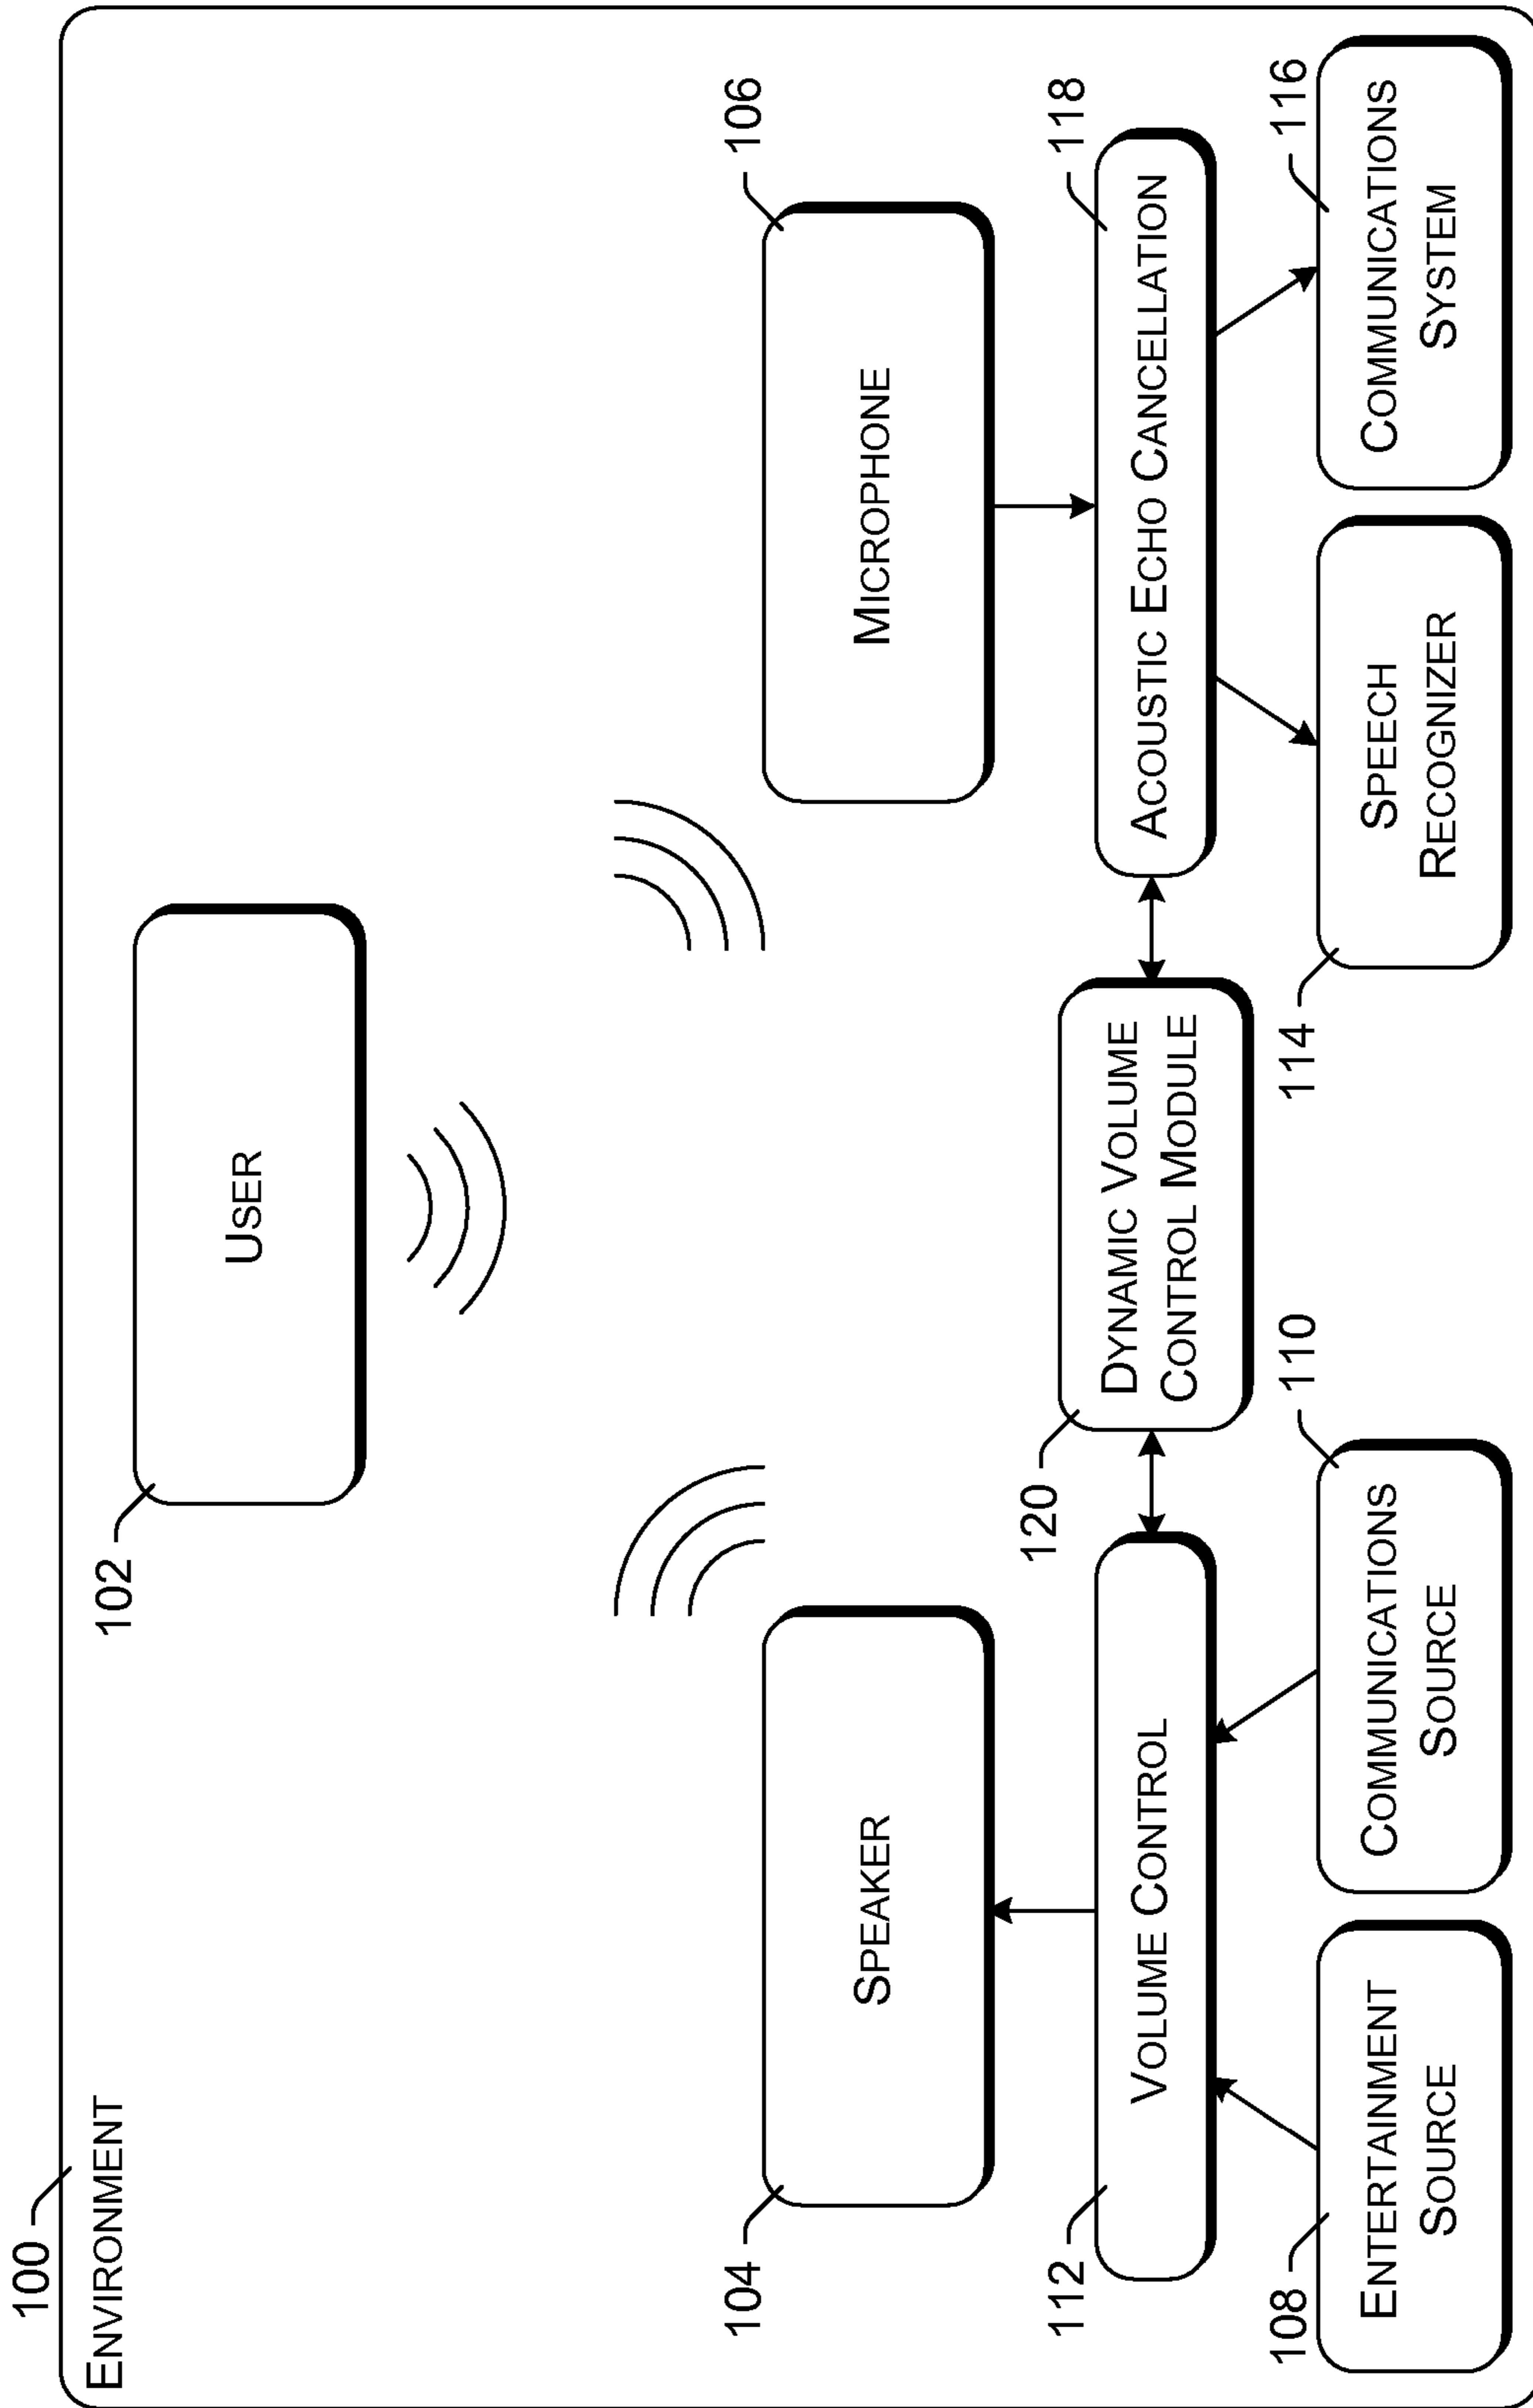 100
ENVIRONMENT
102
USER
104
SPEAKER
106
MICROPHONE
112
VOLUME CONTROL
120
DYNAMIC VOLUME
CONTROL MODULE
118
ACOUSTIC ECHO CANCELLATION
108
ENTERTAINMENT
SOURCE
110
COMMUNICATIONS
SOURCE
114
SPEECH
RECOGNIZER
116
COMMUNICATIONS
SYSTEM